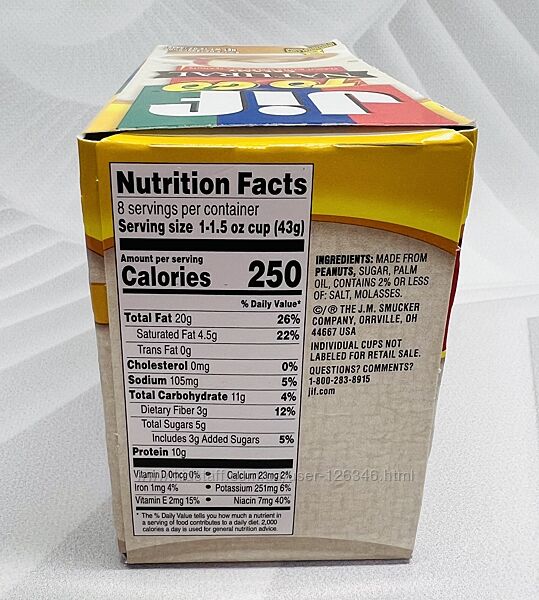 NATURAL
TO GO
JIF
Nutrition Facts
8 servings per container
Serving size 1-1.5 oz cup (43g)
Amount per serving
Calories 250
% Daily Value*
Total Fat 20g 26%
Saturated Fat 4.5g 22%
Trans Fat 0g
Cholesterol 0mg 0%
Sodium 105mg 5%
Total Carbohydrate 11g 4%
Dietary Fiber 3g 12%
Total Sugars 5g
Includes 3g Added Sugars 5%
Protein 10g
Vitamin D 0mcg 0% • Calcium 23mg 2%
Iron 1mg 4% • Potassium 251mg 6%
Vitamin E 2mg 15% • Niacin 7mg 40%
* The % Daily Value tells you how much a nutrient in
a serving of food contributes to a daily diet. 2,000
calories a day is used for general nutrition advice.
INGREDIENTS: MADE FROM
PEANUTS, SUGAR, PALM
OIL, CONTAINS 2% OR LESS
OF: SALT, MOLASSES.
©/® THE J.M. SMUCKER
COMPANY, ORRVILLE, OH
44667 USA
INDIVIDUAL CUPS NOT
LABELED FOR RETAIL SALE.
QUESTIONS? COMMENTS?
1-800-283-8915
jif.com
ser-126346.html